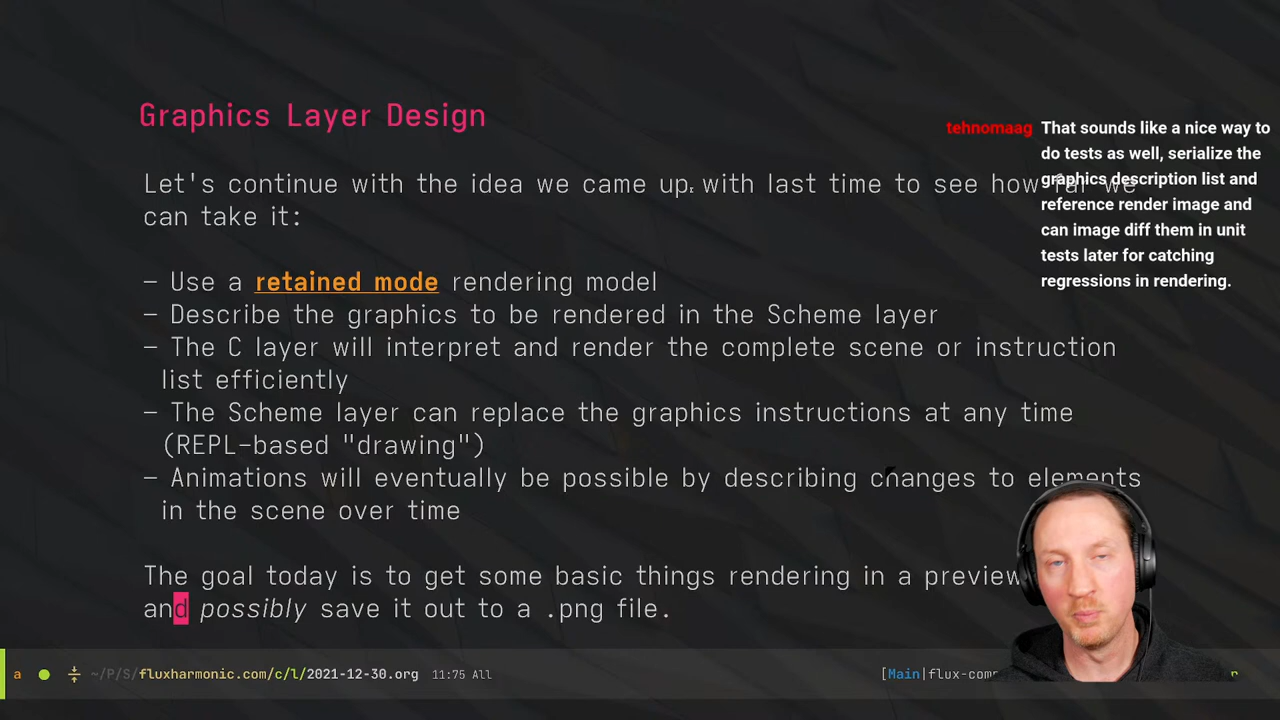 Graphics Layer Design
Let's continue with the idea we came up with last time to see how far we
can take it:
– Use a retained mode rendering model
– Describe the graphics to be rendered in the Scheme layer
– The C layer will interpret and render the complete scene or instruction
list efficiently
– The Scheme layer can replace the graphics instructions at any time
(REPL-based "drawing")
– Animations will eventually be possible by describing changes to elements
in the scene over time
The goal today is to get some basic things rendering in a preview
and possibly save it out to a .png file.
tehnomaag That sounds like a nice way to
do tests as well, serialize the
graphics description list and
reference render image and
can image diff them in unit
tests later for catching
regressions in rendering.
a ~/P/S/fluxharmonic.com/c/l/2021-12-30.org 11:75 All
[Main|flux-comp